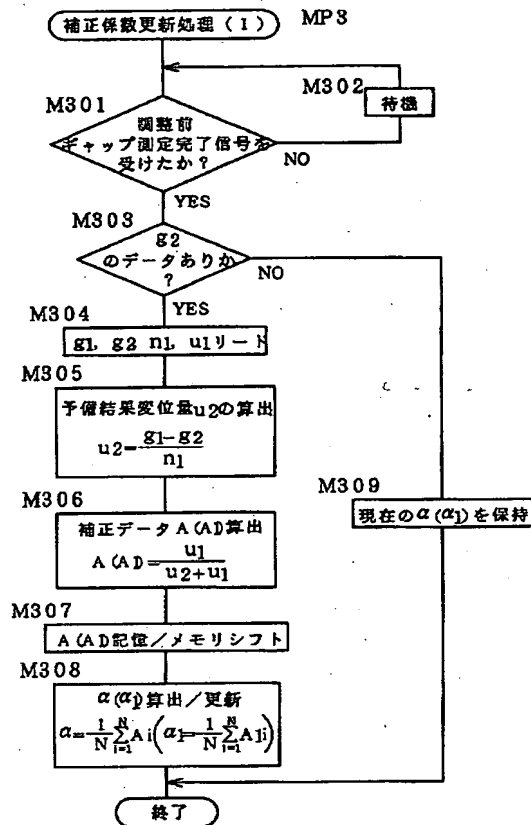 補正係数更新処理(I)
MP3
M302
待機
M301
調整前
ギャップ測定完了信号を
受けたか?
NO
YES
M303
g2
のデータありか
?
NO
YES
M304
g1, g2 n1, u1リード
M305
予備結果変位量u2の算出
u2=(g1-g2)/n1
M306
補正データA(A1)算出
A(A1)=u1/(u2+u1)
M309
現在のα(α1)を保持
M307
A(A1)記憶/メモリシフト
M308
α(α1)算出/更新
α=1/N Σ(i=1→N) Ai (α1=1/N Σ(i=1→N) A1i)
終了